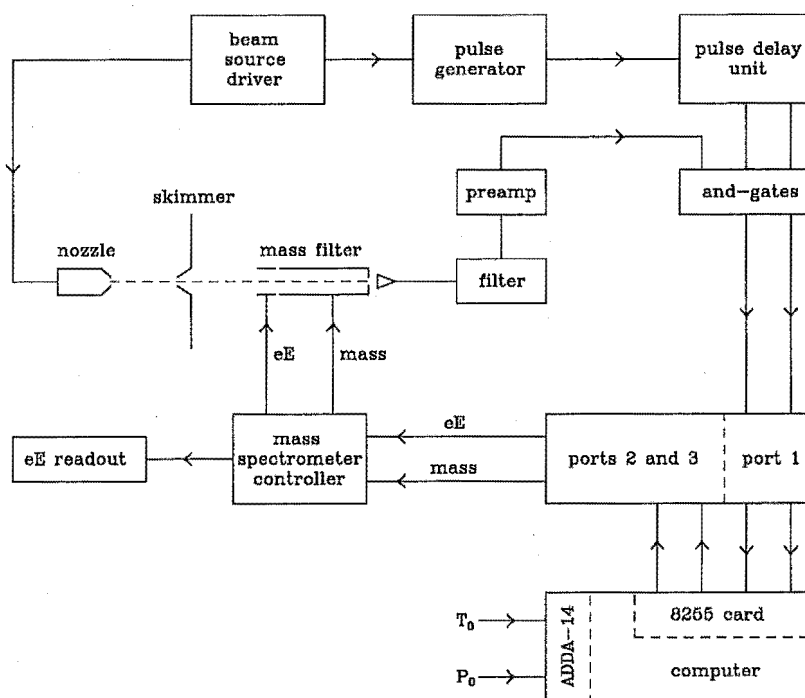 beam
source
driver
pulse
generator
pulse delay
unit
skimmer
preamp
and-gates
nozzle
mass filter
filter
eE
mass
eE readout
mass
spectrometer
controller
eE
mass
ports 2 and 3
port 1
T₀
P₀
ADDA-14
8255 card
computer